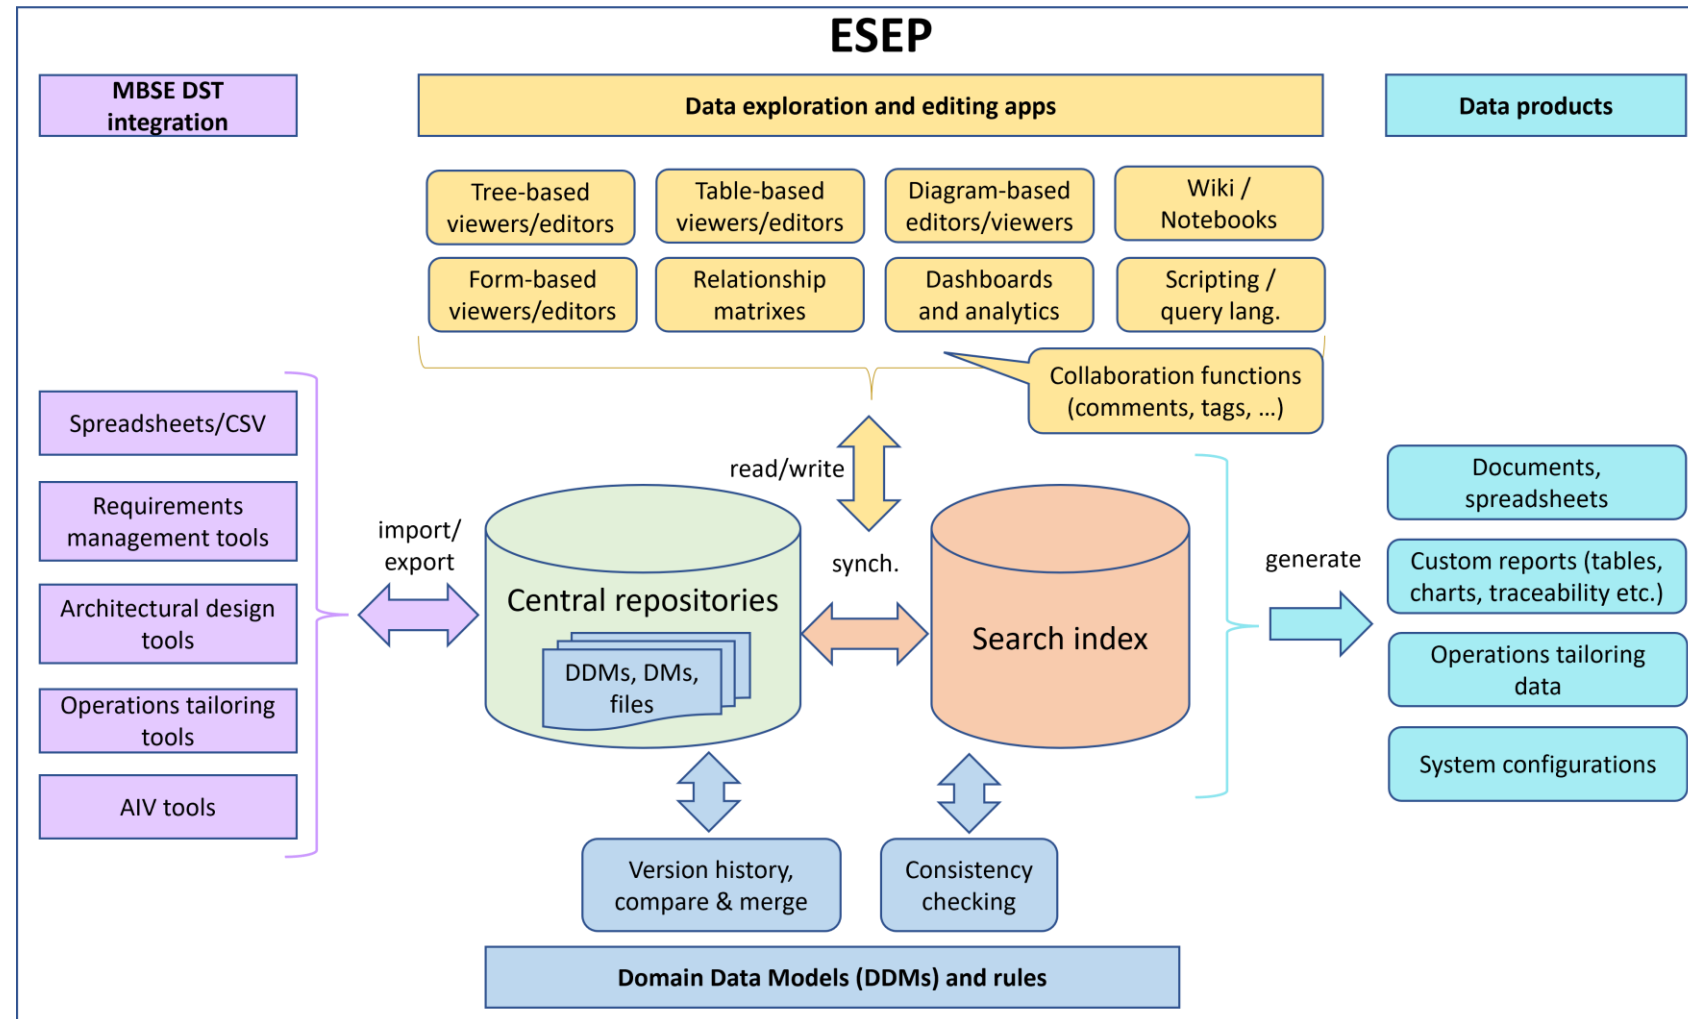 ESEP
MBSE DST
integration
Data exploration and editing apps
Data products
Tree-based
viewers/editors
Table-based
viewers/editors
Diagram-based
editors/viewers
Wiki /
Notebooks
Form-based
viewers/editors
Relationship
matrixes
Dashboards
and analytics
Scripting /
query lang.
Collaboration functions
(comments, tags, ...)
Spreadsheets/CSV
Requirements
management tools
Architectural design
tools
Operations tailoring
tools
AIV tools
import/
export
read/write
synch.
generate
Central repositories
DDMs, DMs,
files
Search index
Documents,
spreadsheets
Custom reports (tables,
charts, traceability etc.)
Operations tailoring
data
System configurations
Version history,
compare & merge
Consistency
checking
Domain Data Models (DDMs) and rules